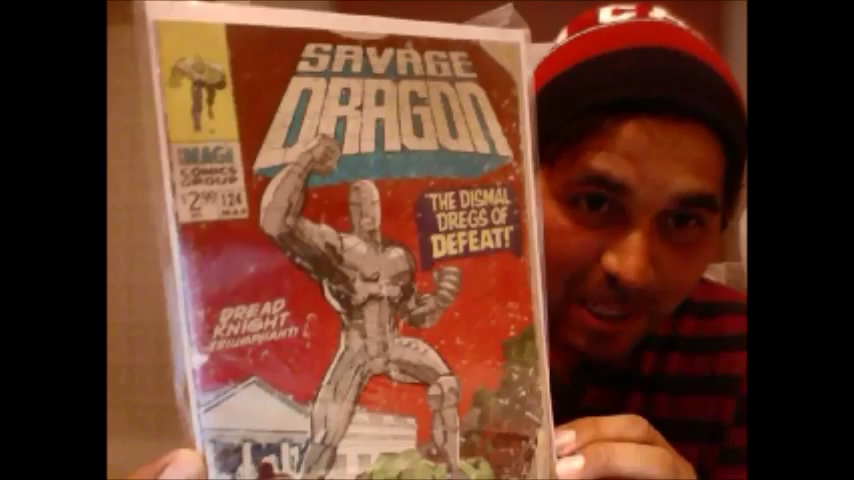 SAVAGE
DRAGON
IMAGE
COMICS
GROUP
$2.99
124
"THE DISMAL
DREGS OF
DEFEAT!"
DREAD
KNIGHT
TRIUMPHANT!